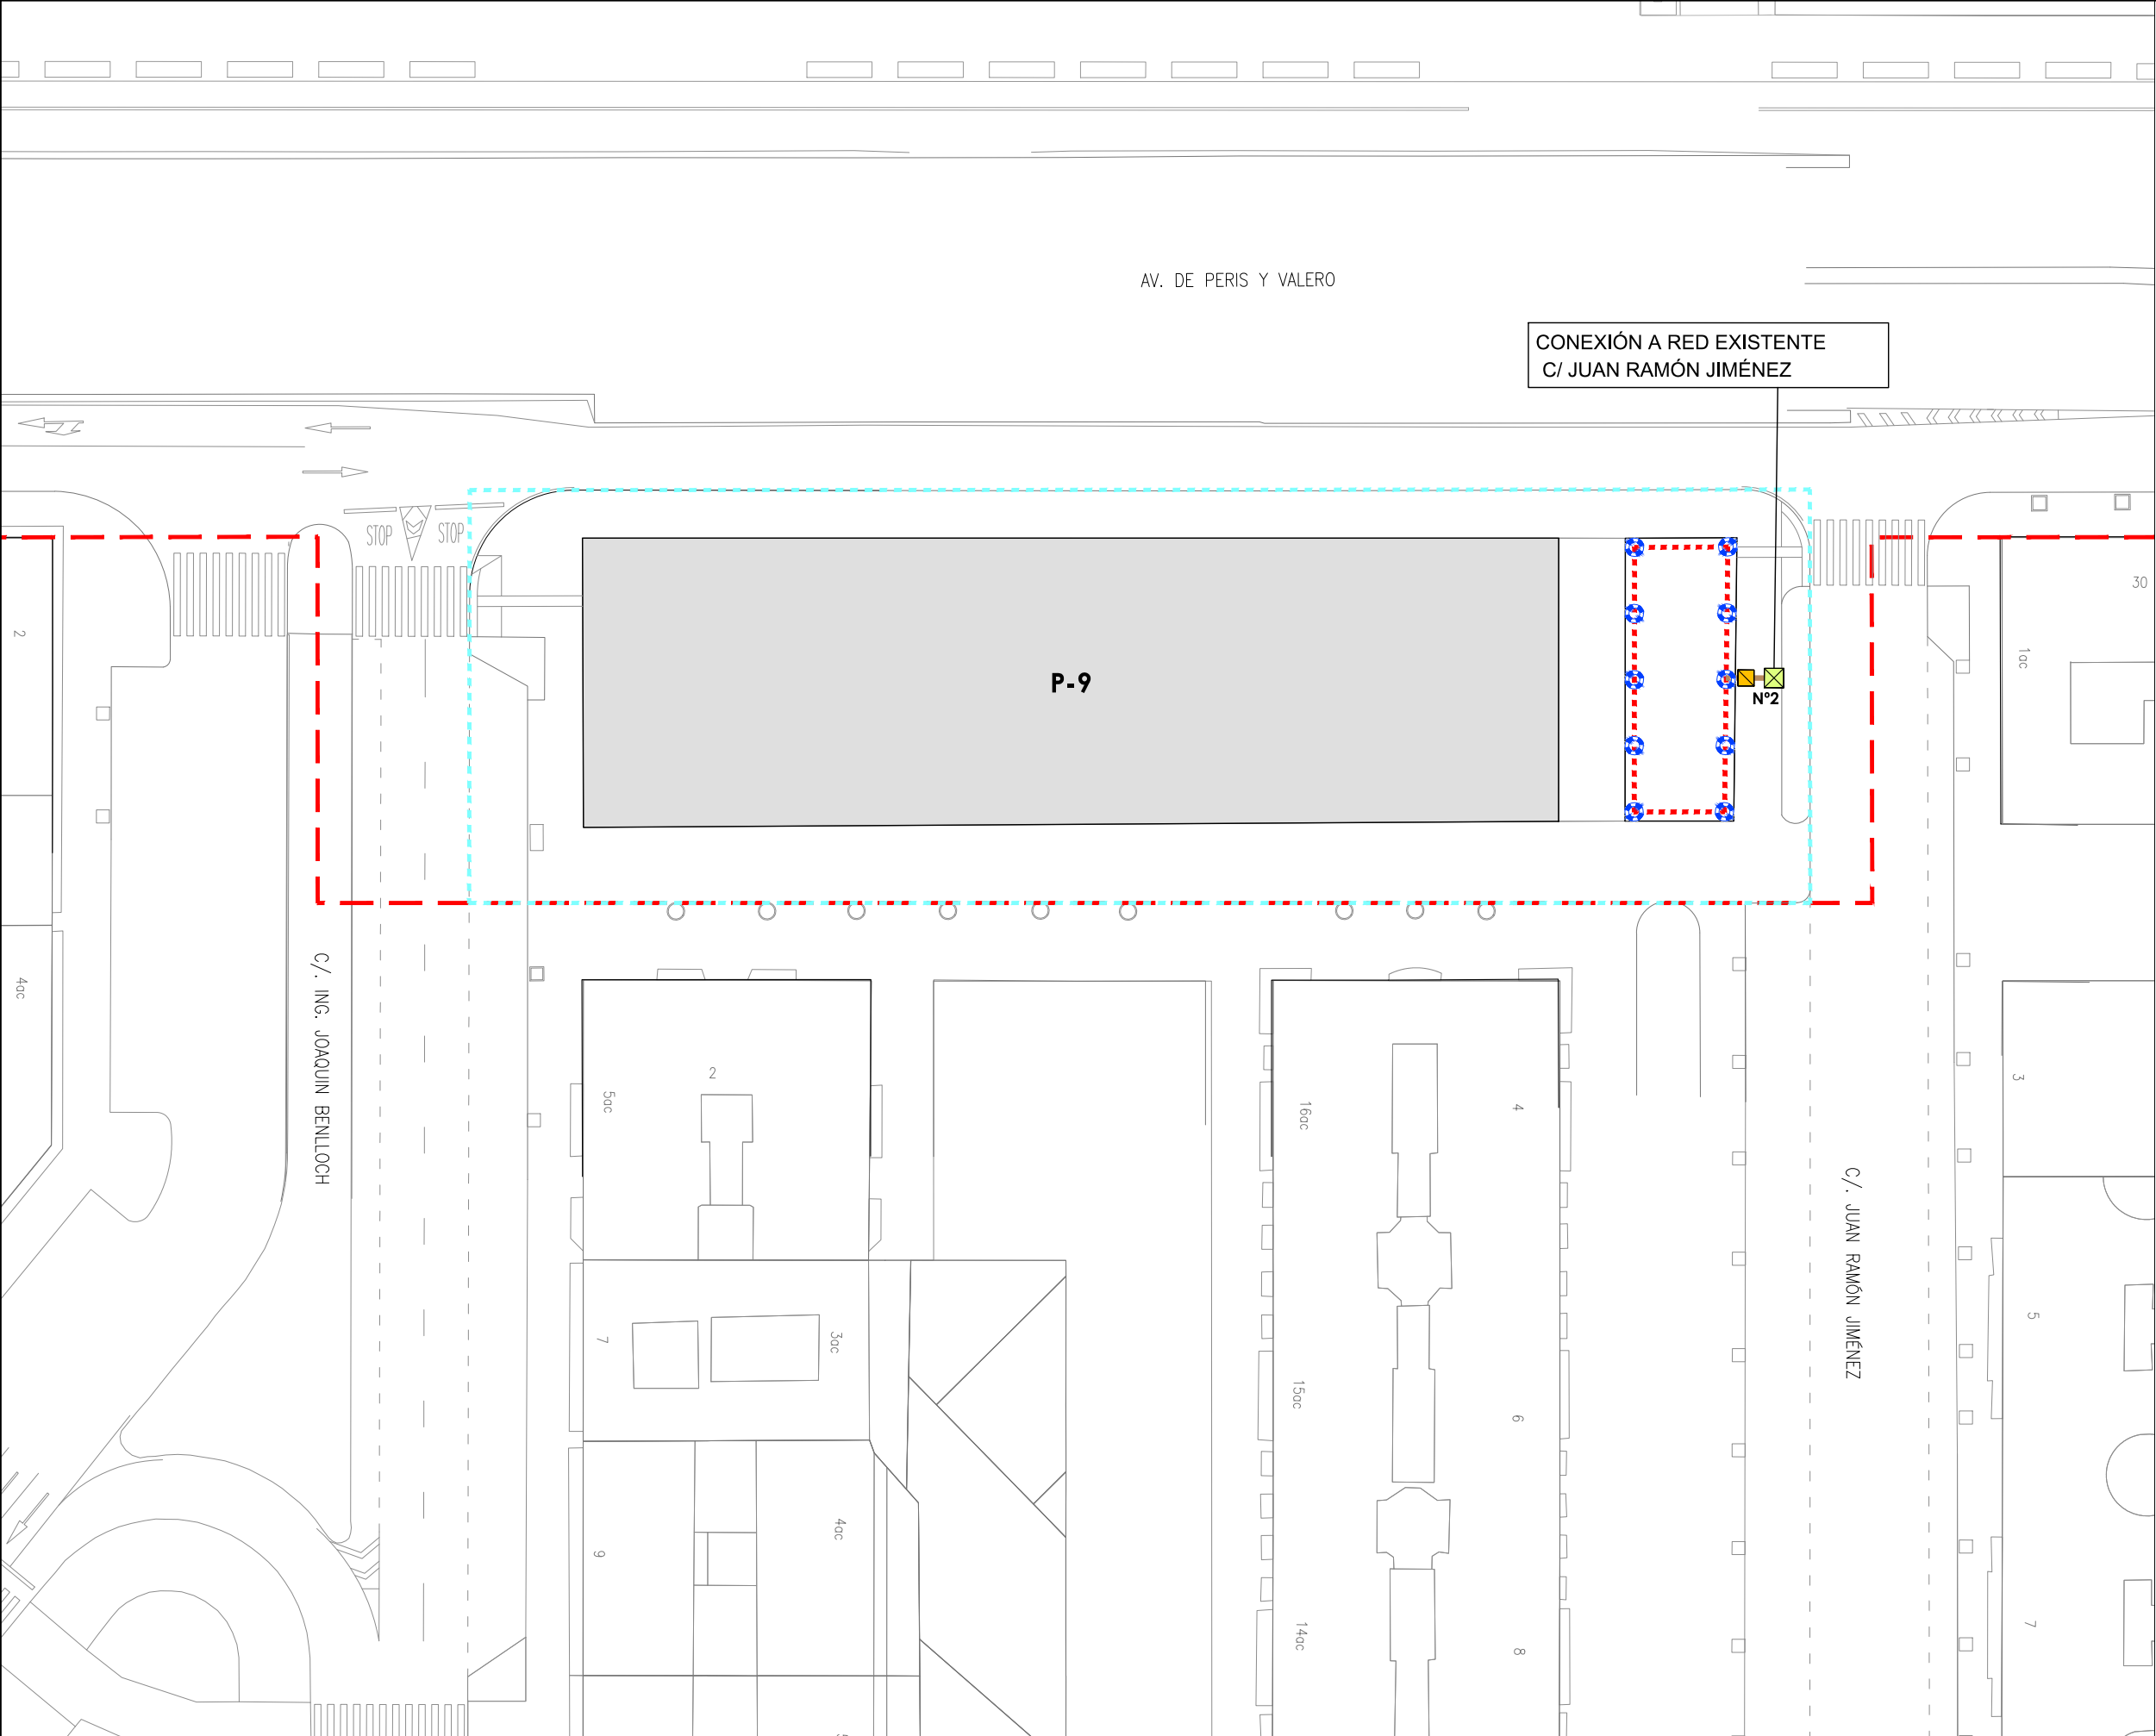 AV. DE PERIS Y VALERO
CONEXIÓN A RED EXISTENTE
C/ JUAN RAMÓN JIMÉNEZ
STOP
STOP
2
30
1ac
P-9
Nº2
4ac
C/. ING. JOAQUIN BENLLOCH
2
5ac
16ac
4
3
C/. JUAN RAMÓN JIMÉNEZ
7
3ac
15ac
6
5
9
4ac
14ac
8
7